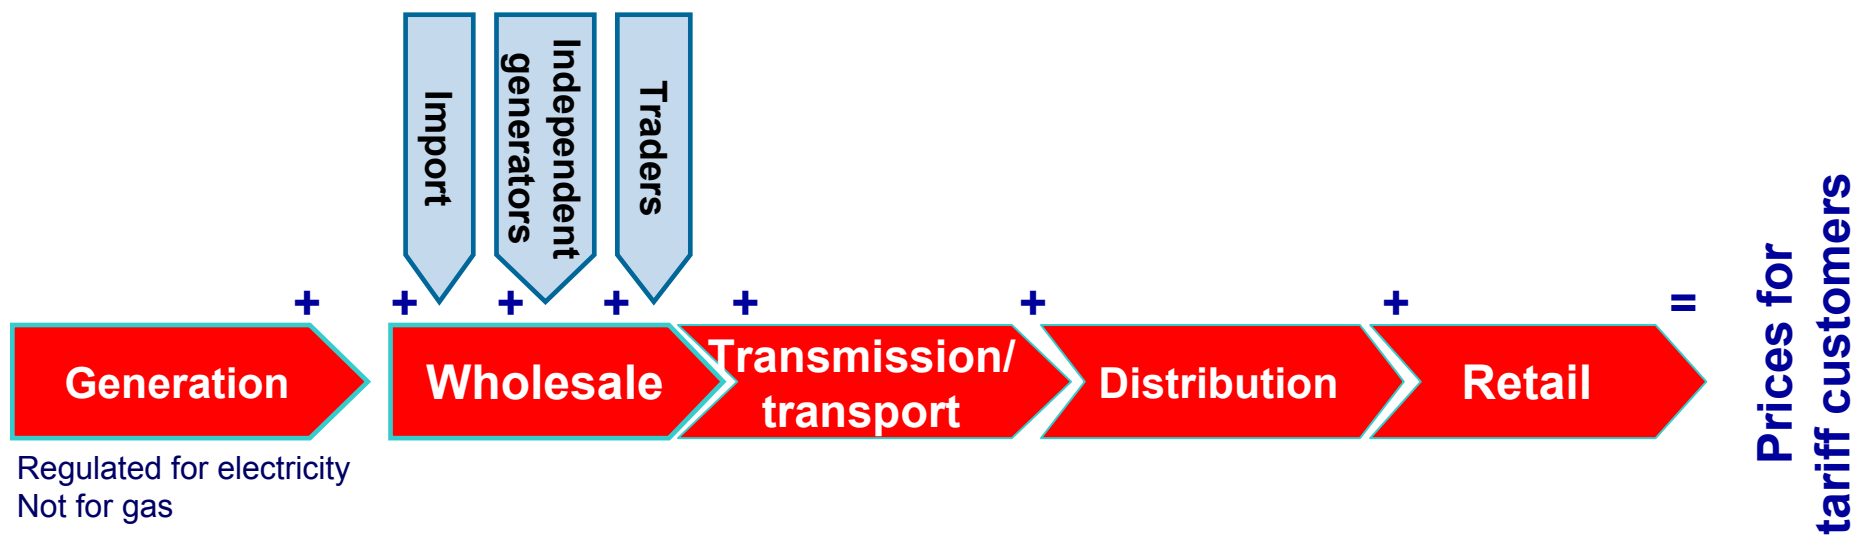 Import
Independent
generators
Traders
+ + + + + + + =
Generation
Wholesale
Transmission/
transport
Distribution
Retail
Prices for
tariff customers
Regulated for electricity
Not for gas